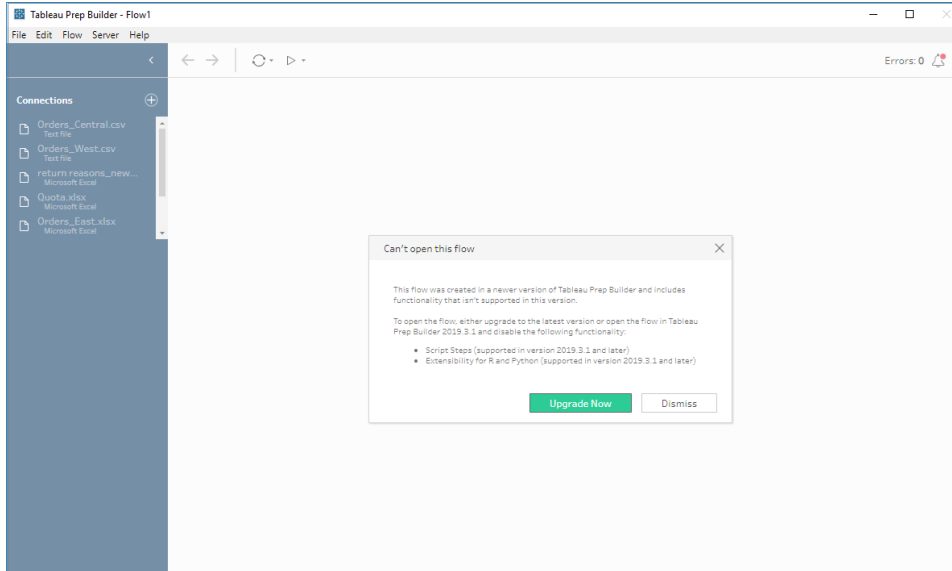 Tableau Prep Builder - Flow1
File Edit Flow Server Help
Errors: 0
Connections
Orders_Central.csv
Text file
Orders_West.csv
Text file
return reasons_new...
Microsoft Excel
Quota.xlsx
Microsoft Excel
Orders_East.xlsx
Microsoft Excel
Can't open this flow
This flow was created in a newer version of Tableau Prep Builder and includes
functionality that isn't supported in this version.
To open the flow, either upgrade to the latest version or open the flow in Tableau
Prep Builder 2019.3.1 and disable the following functionality:
• Script Steps (supported in version 2019.3.1 and later)
• Extensibility for R and Python (supported in version 2019.3.1 and later)
Upgrade Now Dismiss